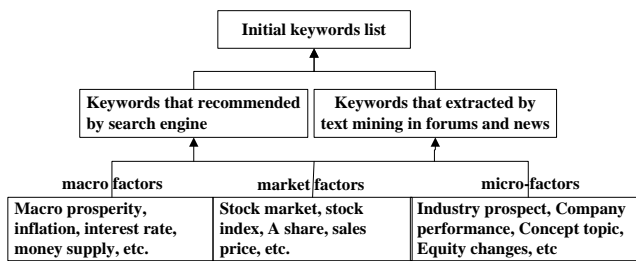 Initial keywords list
Keywords that recommended
by search engine
Keywords that extracted by
text mining in forums and news
macro factors
market factors
micro-factors
Macro prosperity,
inflation, interest rate,
money supply, etc.
Stock market, stock
index, A share, sales
price, etc.
Industry prospect, Company
performance, Concept topic,
Equity changes, etc